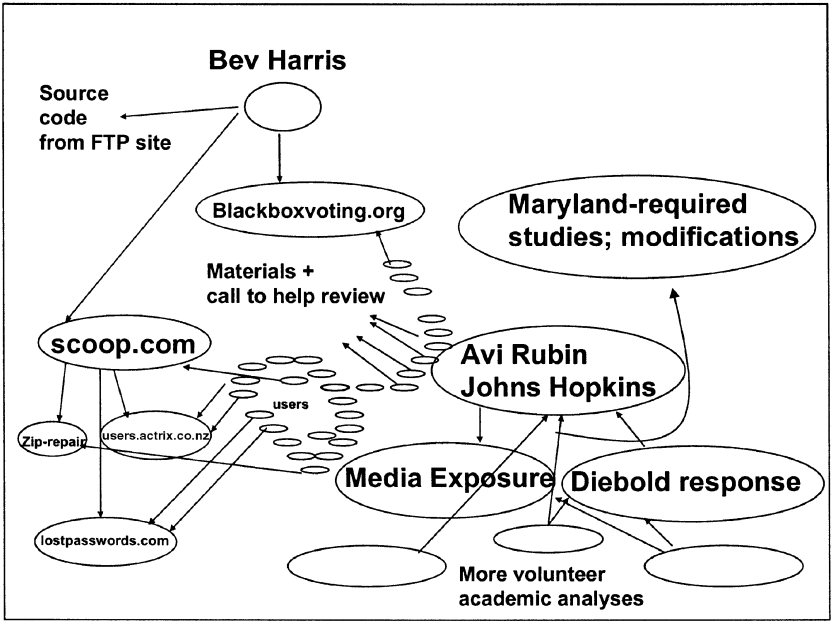 Bev Harris
Source
code
from FTP site
Blackboxvoting.org
Maryland-required
studies; modifications
Materials +
call to help review
scoop.com
Avi Rubin
Johns Hopkins
users
Zip-repair
users.actrix.co.nz
Media Exposure
Diebold response
lostpasswords.com
More volunteer
academic analyses